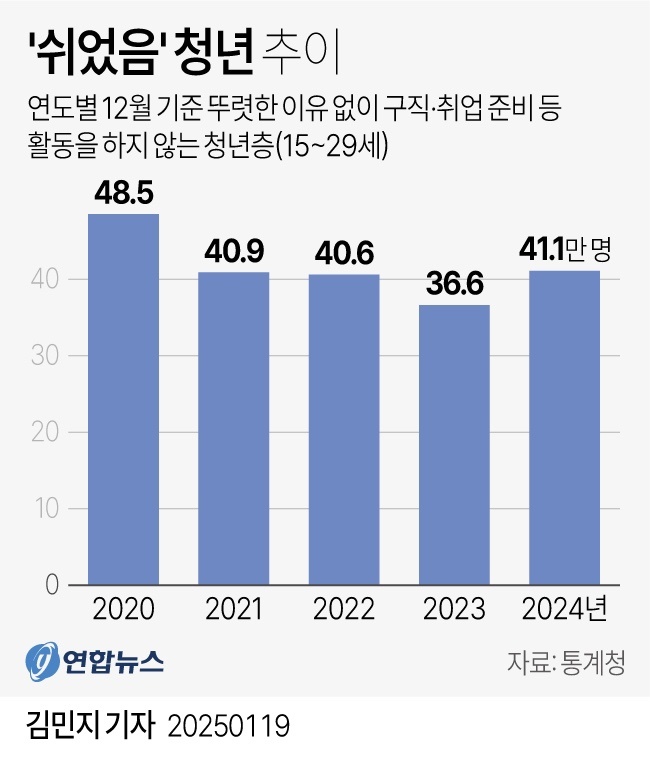 '쉬었음' 청년 추이
연도별 12월 기준 뚜렷한 이유 없이 구직·취업 준비 등
활동을 하지 않는 청년층(15~29세)
48.5
40.9
40.6
36.6
41.1만 명
40
30
20
10
0
2020 2021 2022 2023 2024년
연합뉴스
자료: 통계청
김민지 기자 20250119